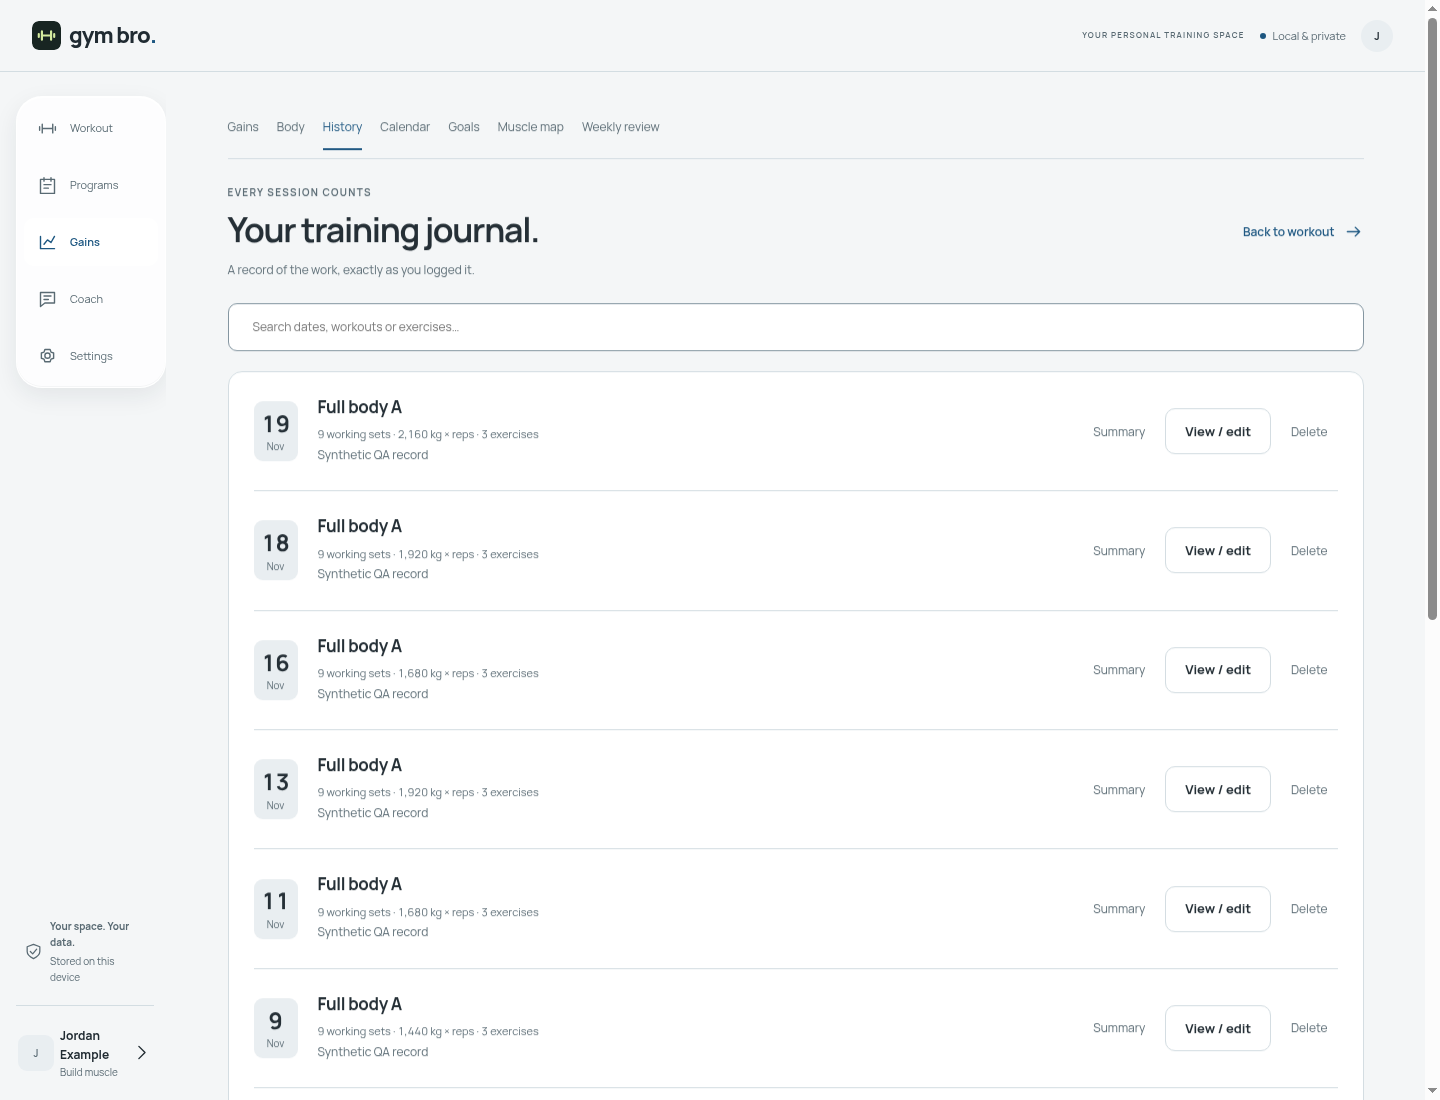 gym bro.
YOUR PERSONAL TRAINING SPACE
Local & private
J
Workout
Programs
Gains
Coach
Settings
Your space. Your
data.
Stored on this
device
J
Jordan
Example
Build muscle
Gains Body History Calendar Goals Muscle map Weekly review
EVERY SESSION COUNTS
Your training journal.
Back to workout
A record of the work, exactly as you logged it.
Search dates, workouts or exercises...
19
Nov
Full body A
9 working sets · 2,160 kg × reps · 3 exercises
Synthetic QA record
Summary
View / edit
Delete
18
Nov
Full body A
9 working sets · 1,920 kg × reps · 3 exercises
Synthetic QA record
Summary
View / edit
Delete
16
Nov
Full body A
9 working sets · 1,680 kg × reps · 3 exercises
Synthetic QA record
Summary
View / edit
Delete
13
Nov
Full body A
9 working sets · 1,920 kg × reps · 3 exercises
Synthetic QA record
Summary
View / edit
Delete
11
Nov
Full body A
9 working sets · 1,680 kg × reps · 3 exercises
Synthetic QA record
Summary
View / edit
Delete
9
Nov
Full body A
9 working sets · 1,440 kg × reps · 3 exercises
Synthetic QA record
Summary
View / edit
Delete